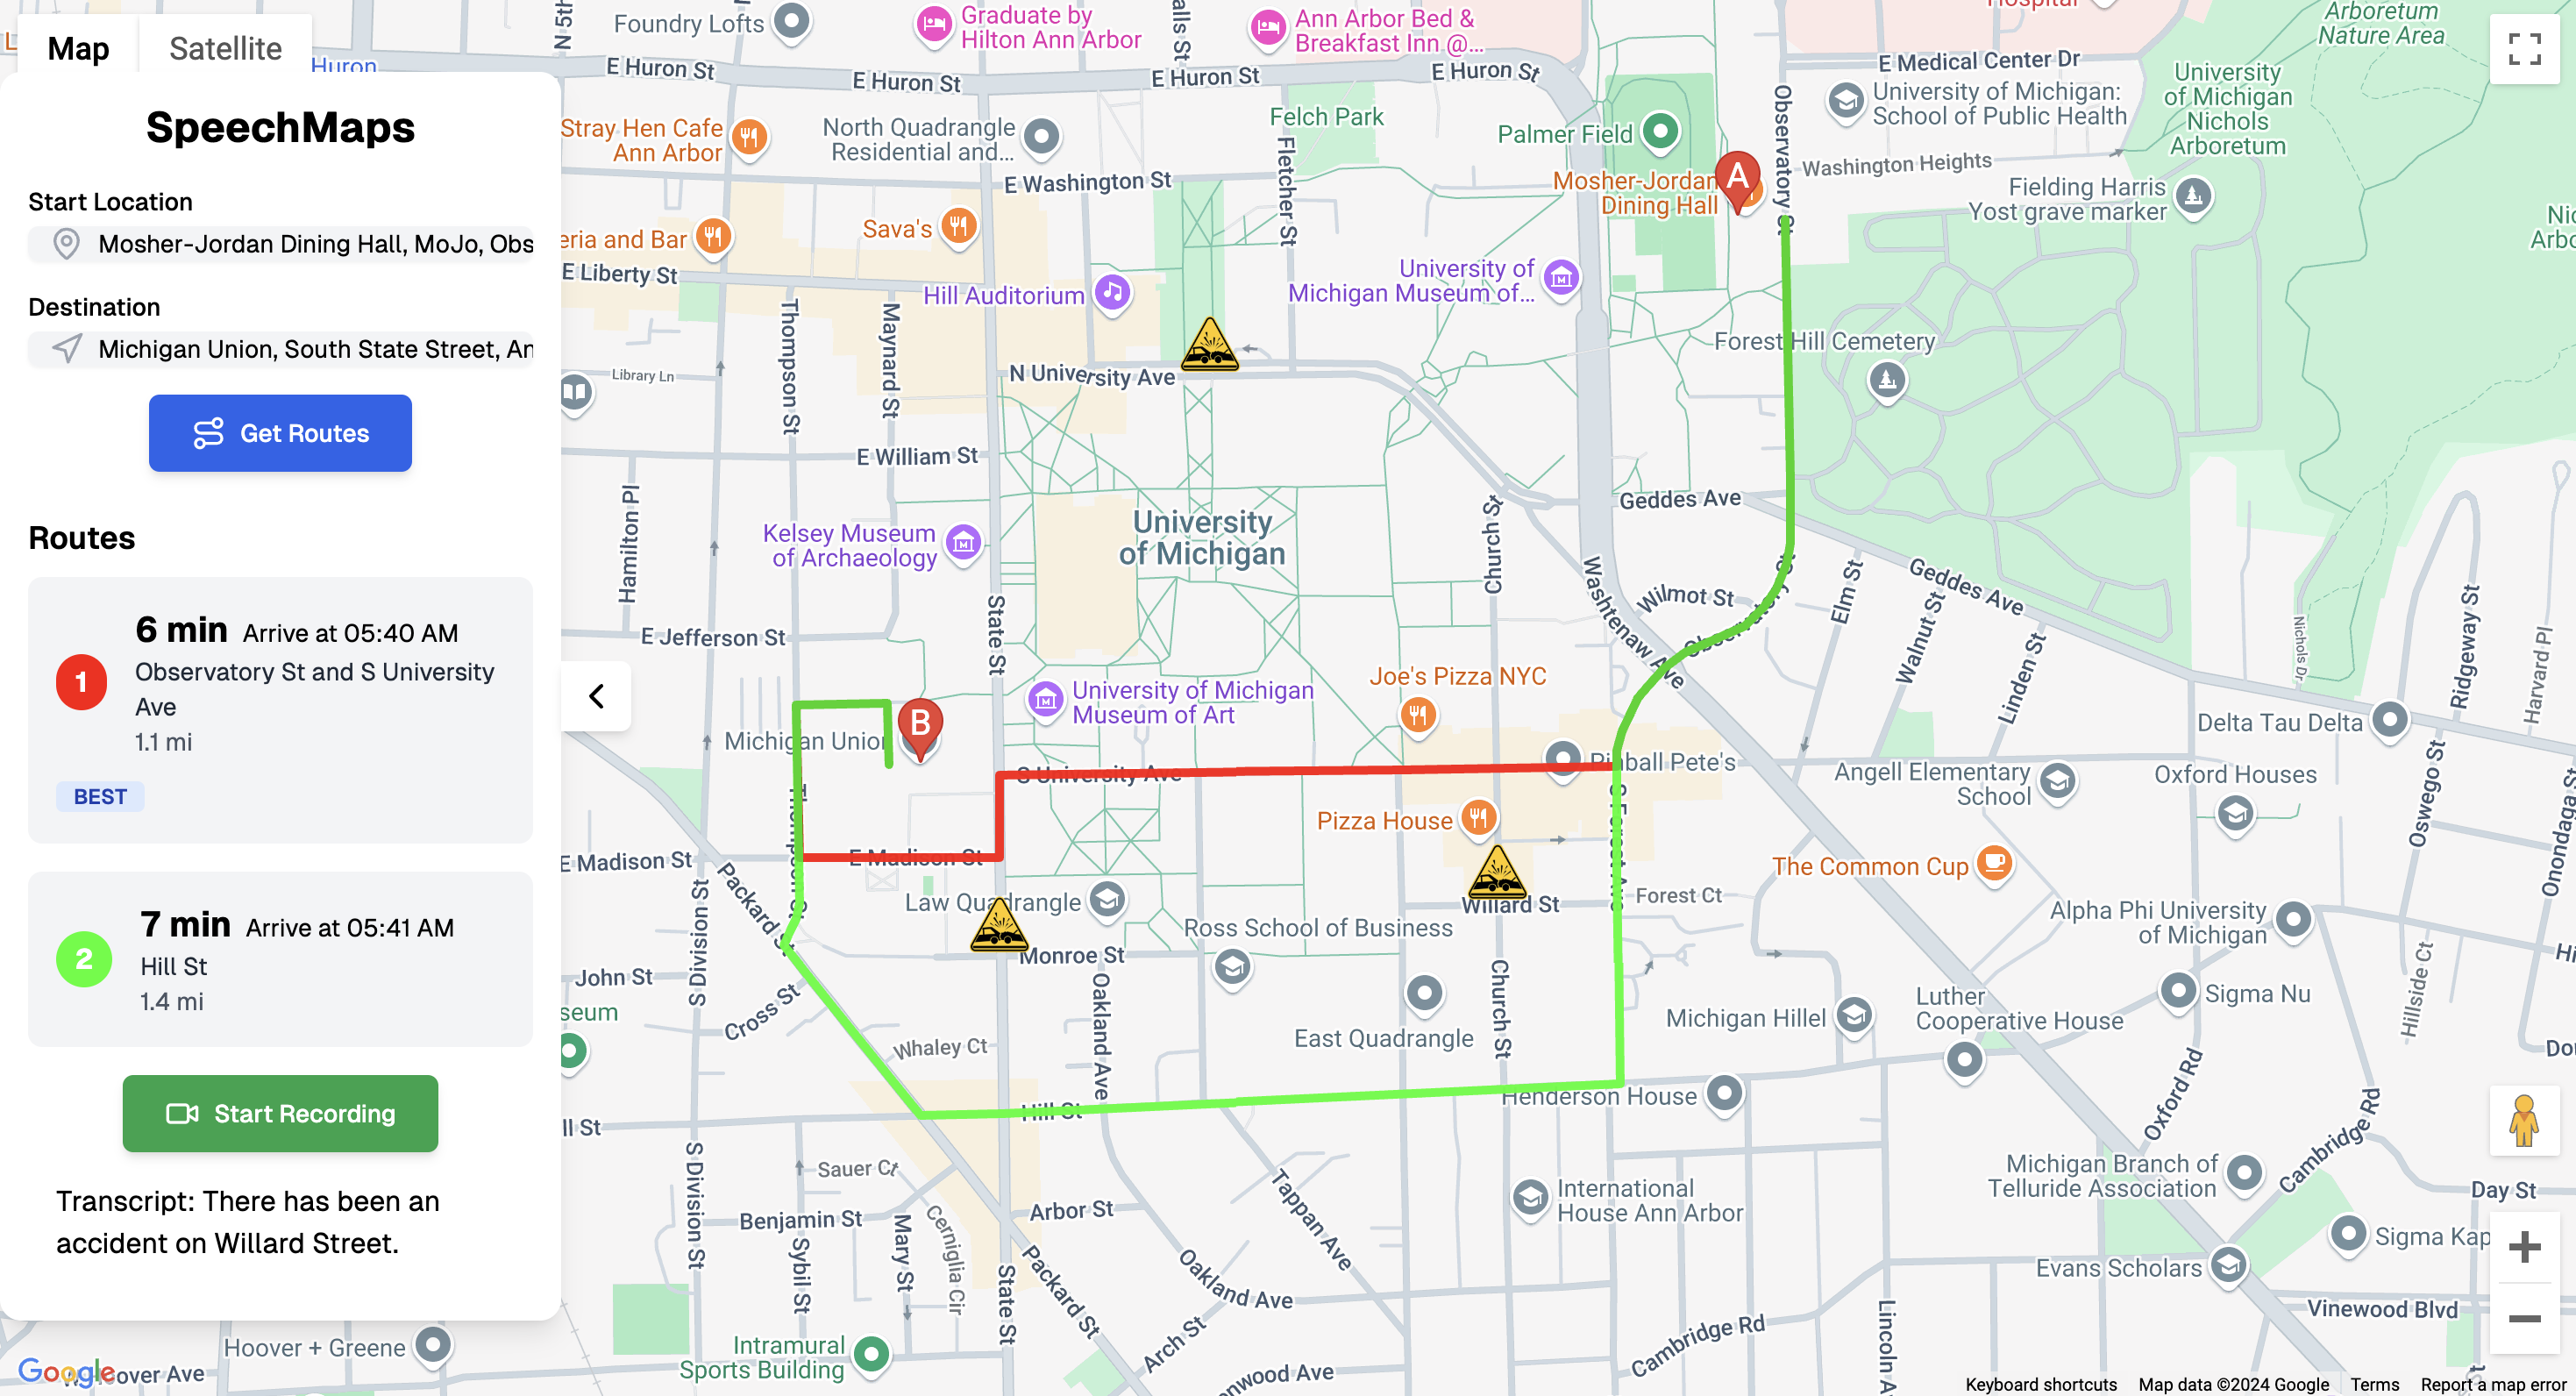 Map
Satellite
Huron
SpeechMaps
Start Location
Mosher-Jordan Dining Hall, MoJo, Obs
Destination
Michigan Union, South State Street, An
Get Routes
Routes
1
6 min Arrive at 05:40 AM
Observatory St and S University
Ave
1.1 mi
BEST
2
7 min Arrive at 05:41 AM
Hill St
1.4 mi
Start Recording
Transcript: There has been an
accident on Willard Street.
Hoover + Greene
Google
N 5th
Foundry Lofts
Graduate by
Hilton Ann Arbor
Ann Arbor Bed &
Breakfast Inn @...
Arboretum
Nature Area
E Huron St
E Huron St
E Huron St
E Huron St
E Medical Center Dr
University of Michigan:
School of Public Health
University
of Michigan
Nichols
Arboretum
Felch Park
Palmer Field
Stray Hen Cafe
Ann Arbor
North Quadrangle
Residential and...
Fletcher St
Observatory St
Washington Heights
E Washington St
Mosher-Jordan
Dining Hall
A
Fielding Harris
Yost grave marker
Sava's
eria and Bar
E Liberty St
Hill Auditorium
University of
Michigan Museum of...
Thompson St
Maynard St
Forest Hill Cemetery
Library Ln
N University Ave
E William St
Hamilton Pl
Geddes Ave
Church St
University
of Michigan
Kelsey Museum
of Archaeology
Washtenaw Ave
Wilmot St
Observatory St
Elm St
Walnut St
Linden St
Geddes Ave
Nichols Dr
Ridgeway St
Harvard Pl
E Jefferson St
State St
Joe's Pizza NYC
University of Michigan
Museum of Art
Michigan Union
B
Delta Tau Delta
S University Ave
Pinball Pete's
Angell Elementary
School
Oxford Houses
Oswego St
Onondaga St
Pizza House
S Forest Ave
Thompson St
E Madison St
E Madison St
The Common Cup
Packard St
Law Quadrangle
Willard St
Forest Ct
Ross School of Business
Alpha Phi University
of Michigan
Monroe St
S Division St
John St
Cross St
Oakland Ave
Church St
East Quadrangle
Michigan Hillel
Luther
Cooperative House
Sigma Nu
Hillside Ct
seum
Whaley Ct
Oxford Rd
Hill St
Henderson House
ll St
Cambridge Rd
S Division St
Sauer Ct
Tappan Ave
Michigan Branch of
Telluride Association
Day St
Benjamin St
Sybil St
Mary St
Cerniglia Cir
Arbor St
International
House Ann Arbor
Sigma Kap
Packard St
State St
Oakland Ave
Evans Scholars
Vinewood Blvd
Intramural
Sports Building
Arch St
Cambridge Rd
Lincoln A
nwood Ave
over Ave
Keyboard shortcuts
Map data ©2024 Google
Terms
Report a map error